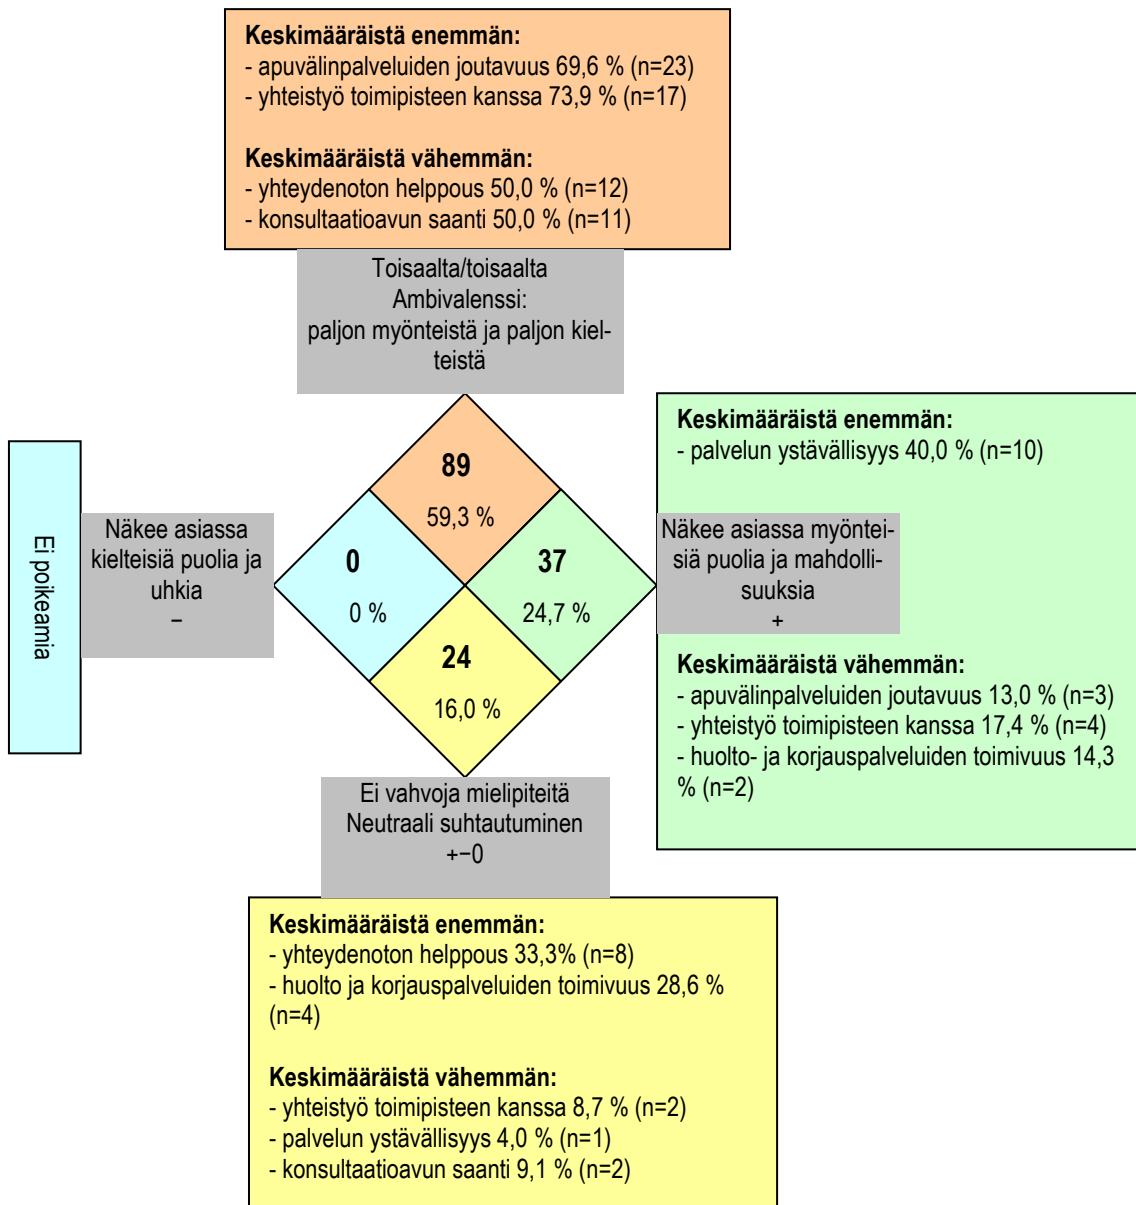 Keskimääräistä enemmän:
- apuvälinpalveluiden joutavuus 69,6 % (n=23)
- yhteistyö toimipisteen kanssa 73,9 % (n=17)
Keskimääräistä vähemmän:
- yhteydenoton helppous 50,0 % (n=12)
- konsultaatioavun saanti 50,0 % (n=11)
Toisaalta/toisaalta
Ambivalenssi:
paljon myönteistä ja paljon kiel-
teistä
Ei poikeamia
Näkee asiassa
kielteisiä puolia ja
uhkia
–
89
59,3 %
0
0 %
37
24,7 %
24
16,0 %
Keskimääräistä enemmän:
- palvelun ystävällisyys 40,0 % (n=10)
Näkee asiassa myöntei-
siä puolia ja mahdolli-
suuksia
+
Keskimääräistä vähemmän:
- apuvälinpalveluiden joutavuus 13,0 % (n=3)
- yhteistyö toimipisteen kanssa 17,4 % (n=4)
- huolto- ja korjauspalveluiden toimivuus 14,3
% (n=2)
Ei vahvoja mielipiteitä
Neutraali suhtautuminen
+–0
Keskimääräistä enemmän:
- yhteydenoton helppous 33,3% (n=8)
- huolto ja korjauspalveluiden toimivuus 28,6 %
(n=4)
Keskimääräistä vähemmän:
- yhteistyö toimipisteen kanssa 8,7 % (n=2)
- palvelun ystävällisyys 4,0 % (n=1)
- konsultaatioavun saanti 9,1 % (n=2)